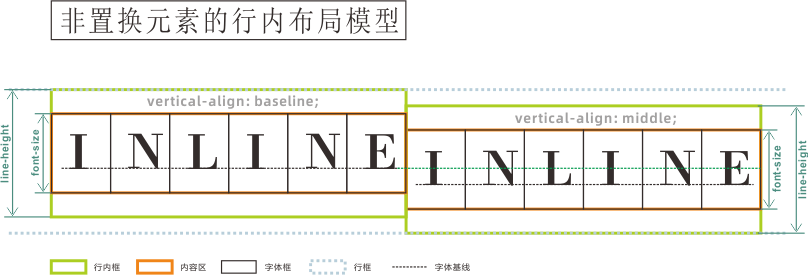 非置换元素的行内布局模型
vertical-align: baseline;
vertical-align: middle;
line-height
font-size
INLINE
INLINE
font-size
line-height
行内框 内容区 字体框 行框 字体基线